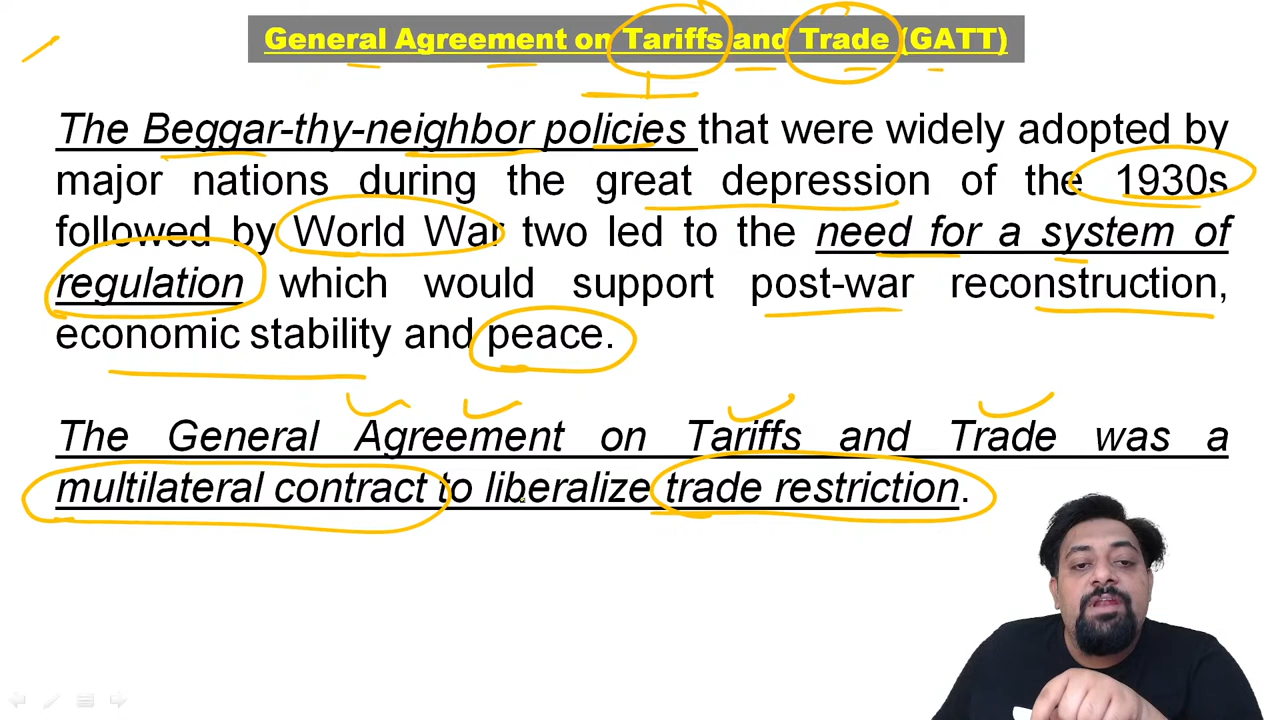 General Agreement on Tariffs and Trade (GATT)
The Beggar-thy-neighbor policies that were widely adopted by
major nations during the great depression of the 1930s
followed by World War two led to the need for a system of
regulation which would support post-war reconstruction,
economic stability and peace.
The General Agreement on Tariffs and Trade was a
multilateral contract to liberalize trade restriction.